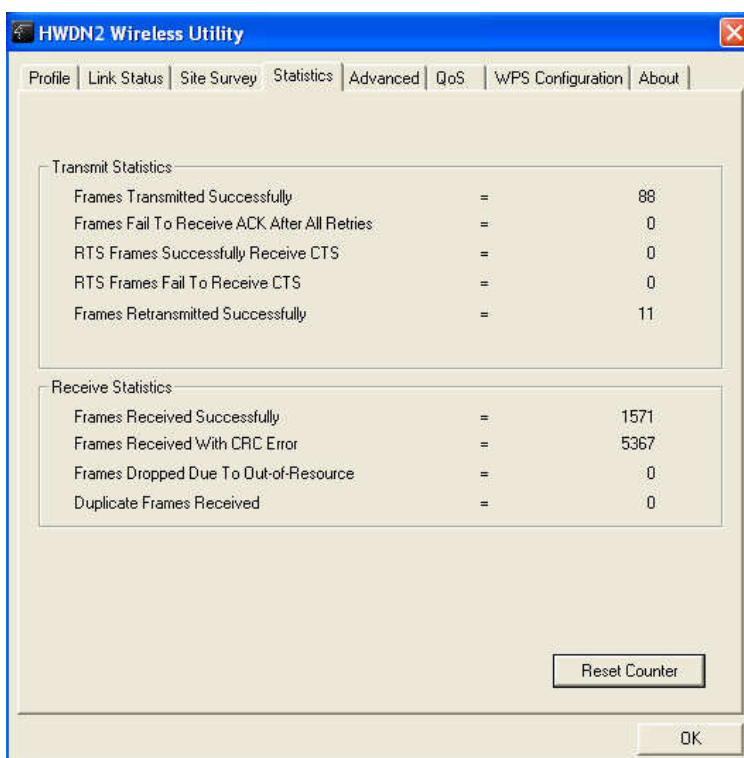 HWDN2 Wireless Utility
Profile Link Status Site Survey Statistics Advanced QoS WPS Configuration About
Transmit Statistics
Frames Transmitted Successfully = 88
Frames Fail To Receive ACK After All Retries = 0
RTS Frames Successfully Receive CTS = 0
RTS Frames Fail To Receive CTS = 0
Frames Retransmitted Successfully = 11
Receive Statistics
Frames Received Successfully = 1571
Frames Received With CRC Error = 5367
Frames Dropped Due To Out-of-Resource = 0
Duplicate Frames Received = 0
Reset Counter
OK